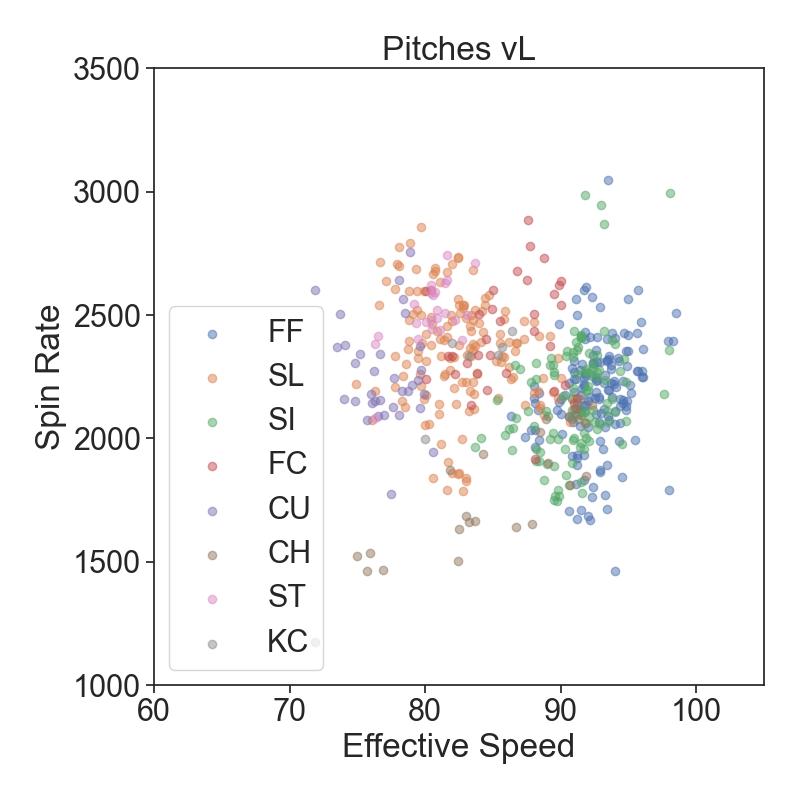 Pitches vL
3500
3000
2500
2000
1500
1000
Spin Rate
FF
SL
SI
FC
CU
CH
ST
KC
60 70 80 90 100
Effective Speed